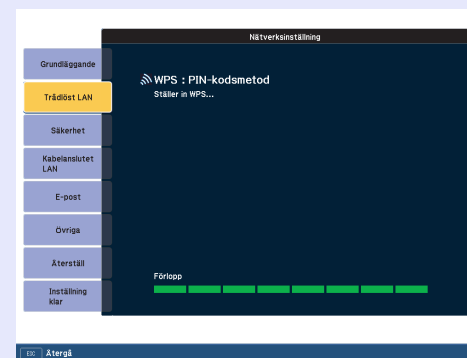 Nätverksinställning
Grundläggande
Trådlöst LAN
Säkerhet
Kabelanslutet
LAN
E-post
Övriga
Återställ
Inställning
klar
WPS : PIN-kodsmetod
Ställer in WPS...
Förlopp
ESC Återgå